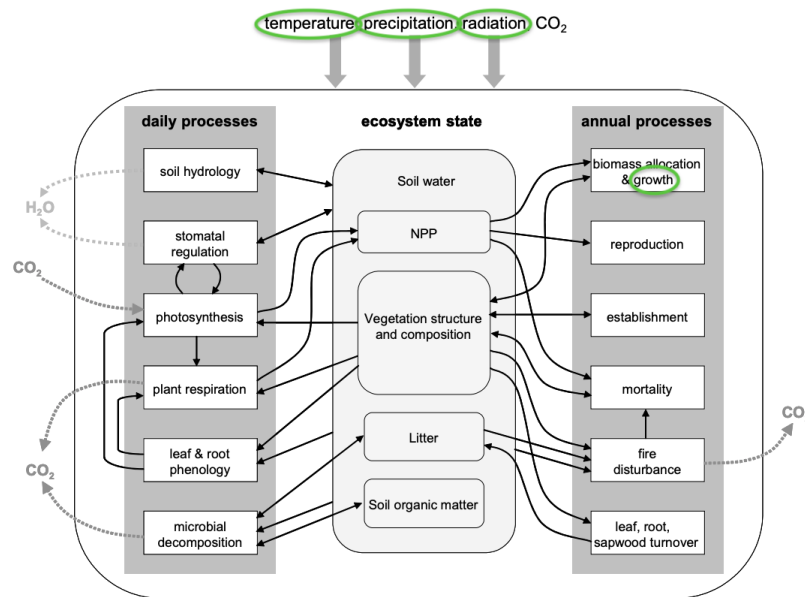 temperature precipitation radiation CO₂
daily processes
ecosystem state
annual processes
soil hydrology
H₂O
stomatal
regulation
CO₂
photosynthesis
plant respiration
leaf & root
phenology
CO₂
microbial
decomposition
Soil water
NPP
Vegetation structure
and composition
Litter
Soil organic matter
biomass allocation
& growth
reproduction
establishment
mortality
fire
disturbance
CO
leaf, root,
sapwood turnover